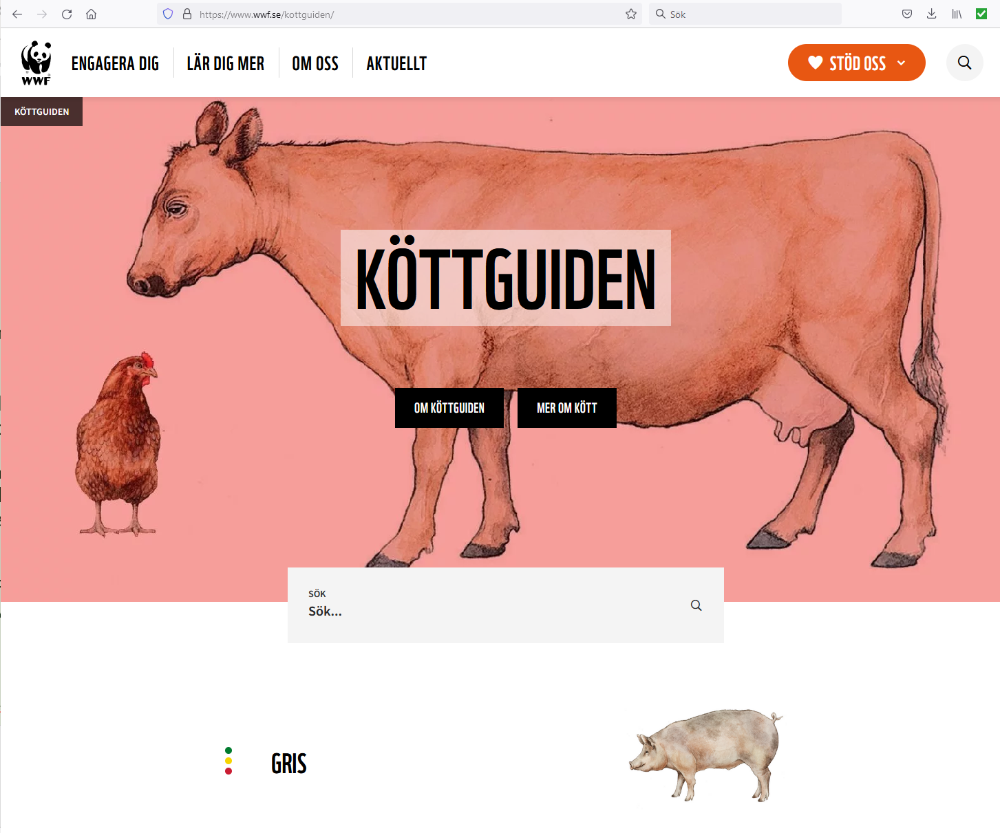 https://www.wwf.se/kottguiden/
Sök
WWF
ENGAGERA DIG
LÄR DIG MER
OM OSS
AKTUELLT
STÖD OSS
KÖTTGUIDEN
KÖTTGUIDEN
OM KÖTTGUIDEN
MER OM KÖTT
SÖK
Sök...
GRIS